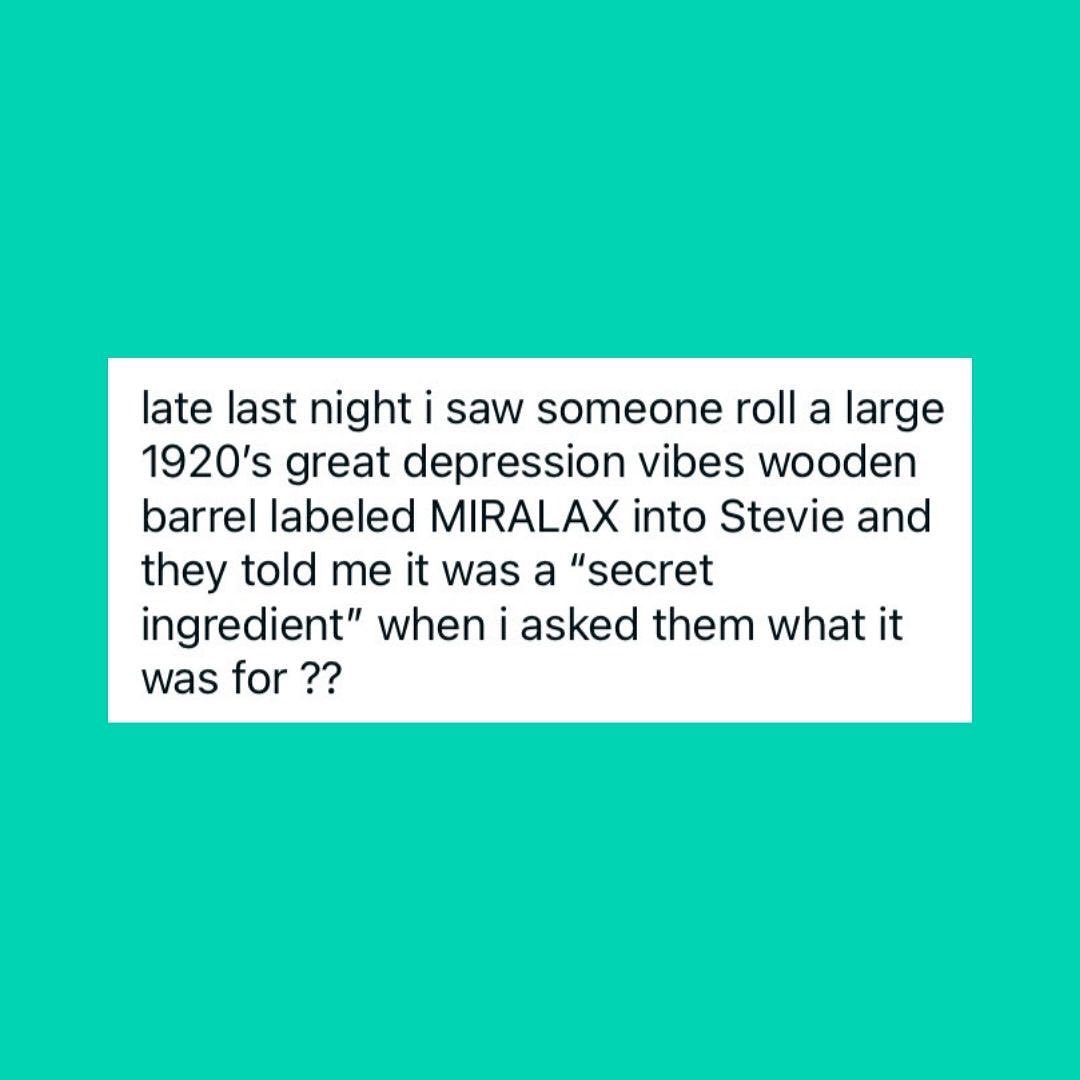 late last night i saw someone roll a large
1920’s great depression vibes wooden
barrel labeled MIRALAX into Stevie and
they told me it was a “secret
ingredient” when i asked them what it
was for ??